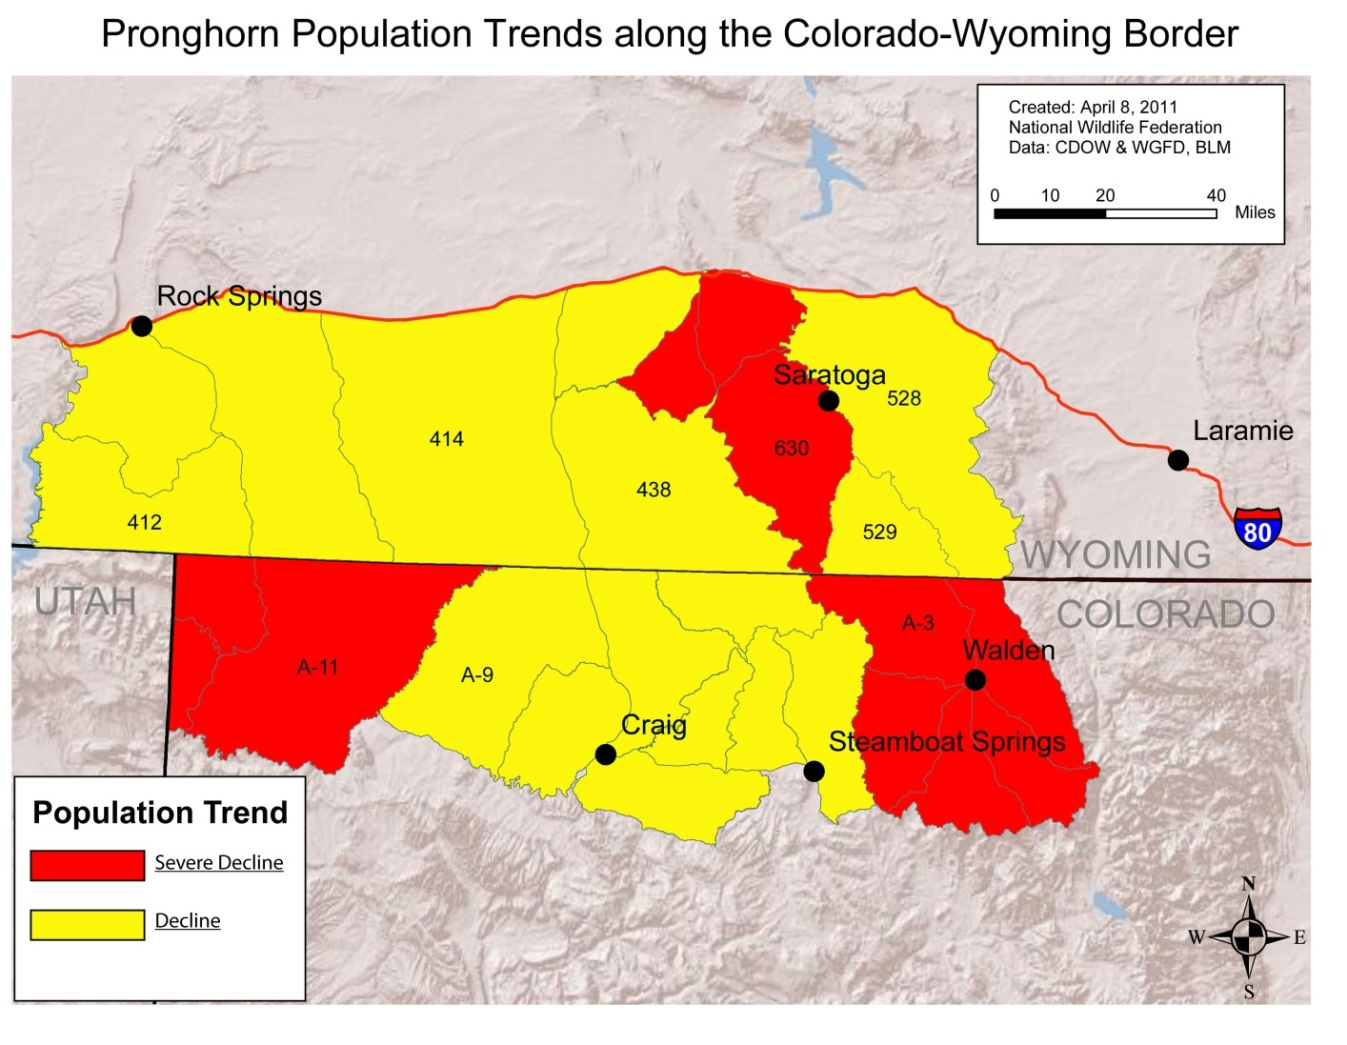 Pronghorn Population Trends along the Colorado-Wyoming Border
Created: April 8, 2011
National Wildlife Federation
Data: CDOW & WGFD, BLM
0 10 20 40
Miles
Rock Springs
Saratoga
528
Laramie
414
630
438
412
529
80
WYOMING
UTAH
COLORADO
A-3
Walden
A-11
A-9
Craig
Steamboat Springs
Population Trend
Severe Decline
Decline
N
W E
S